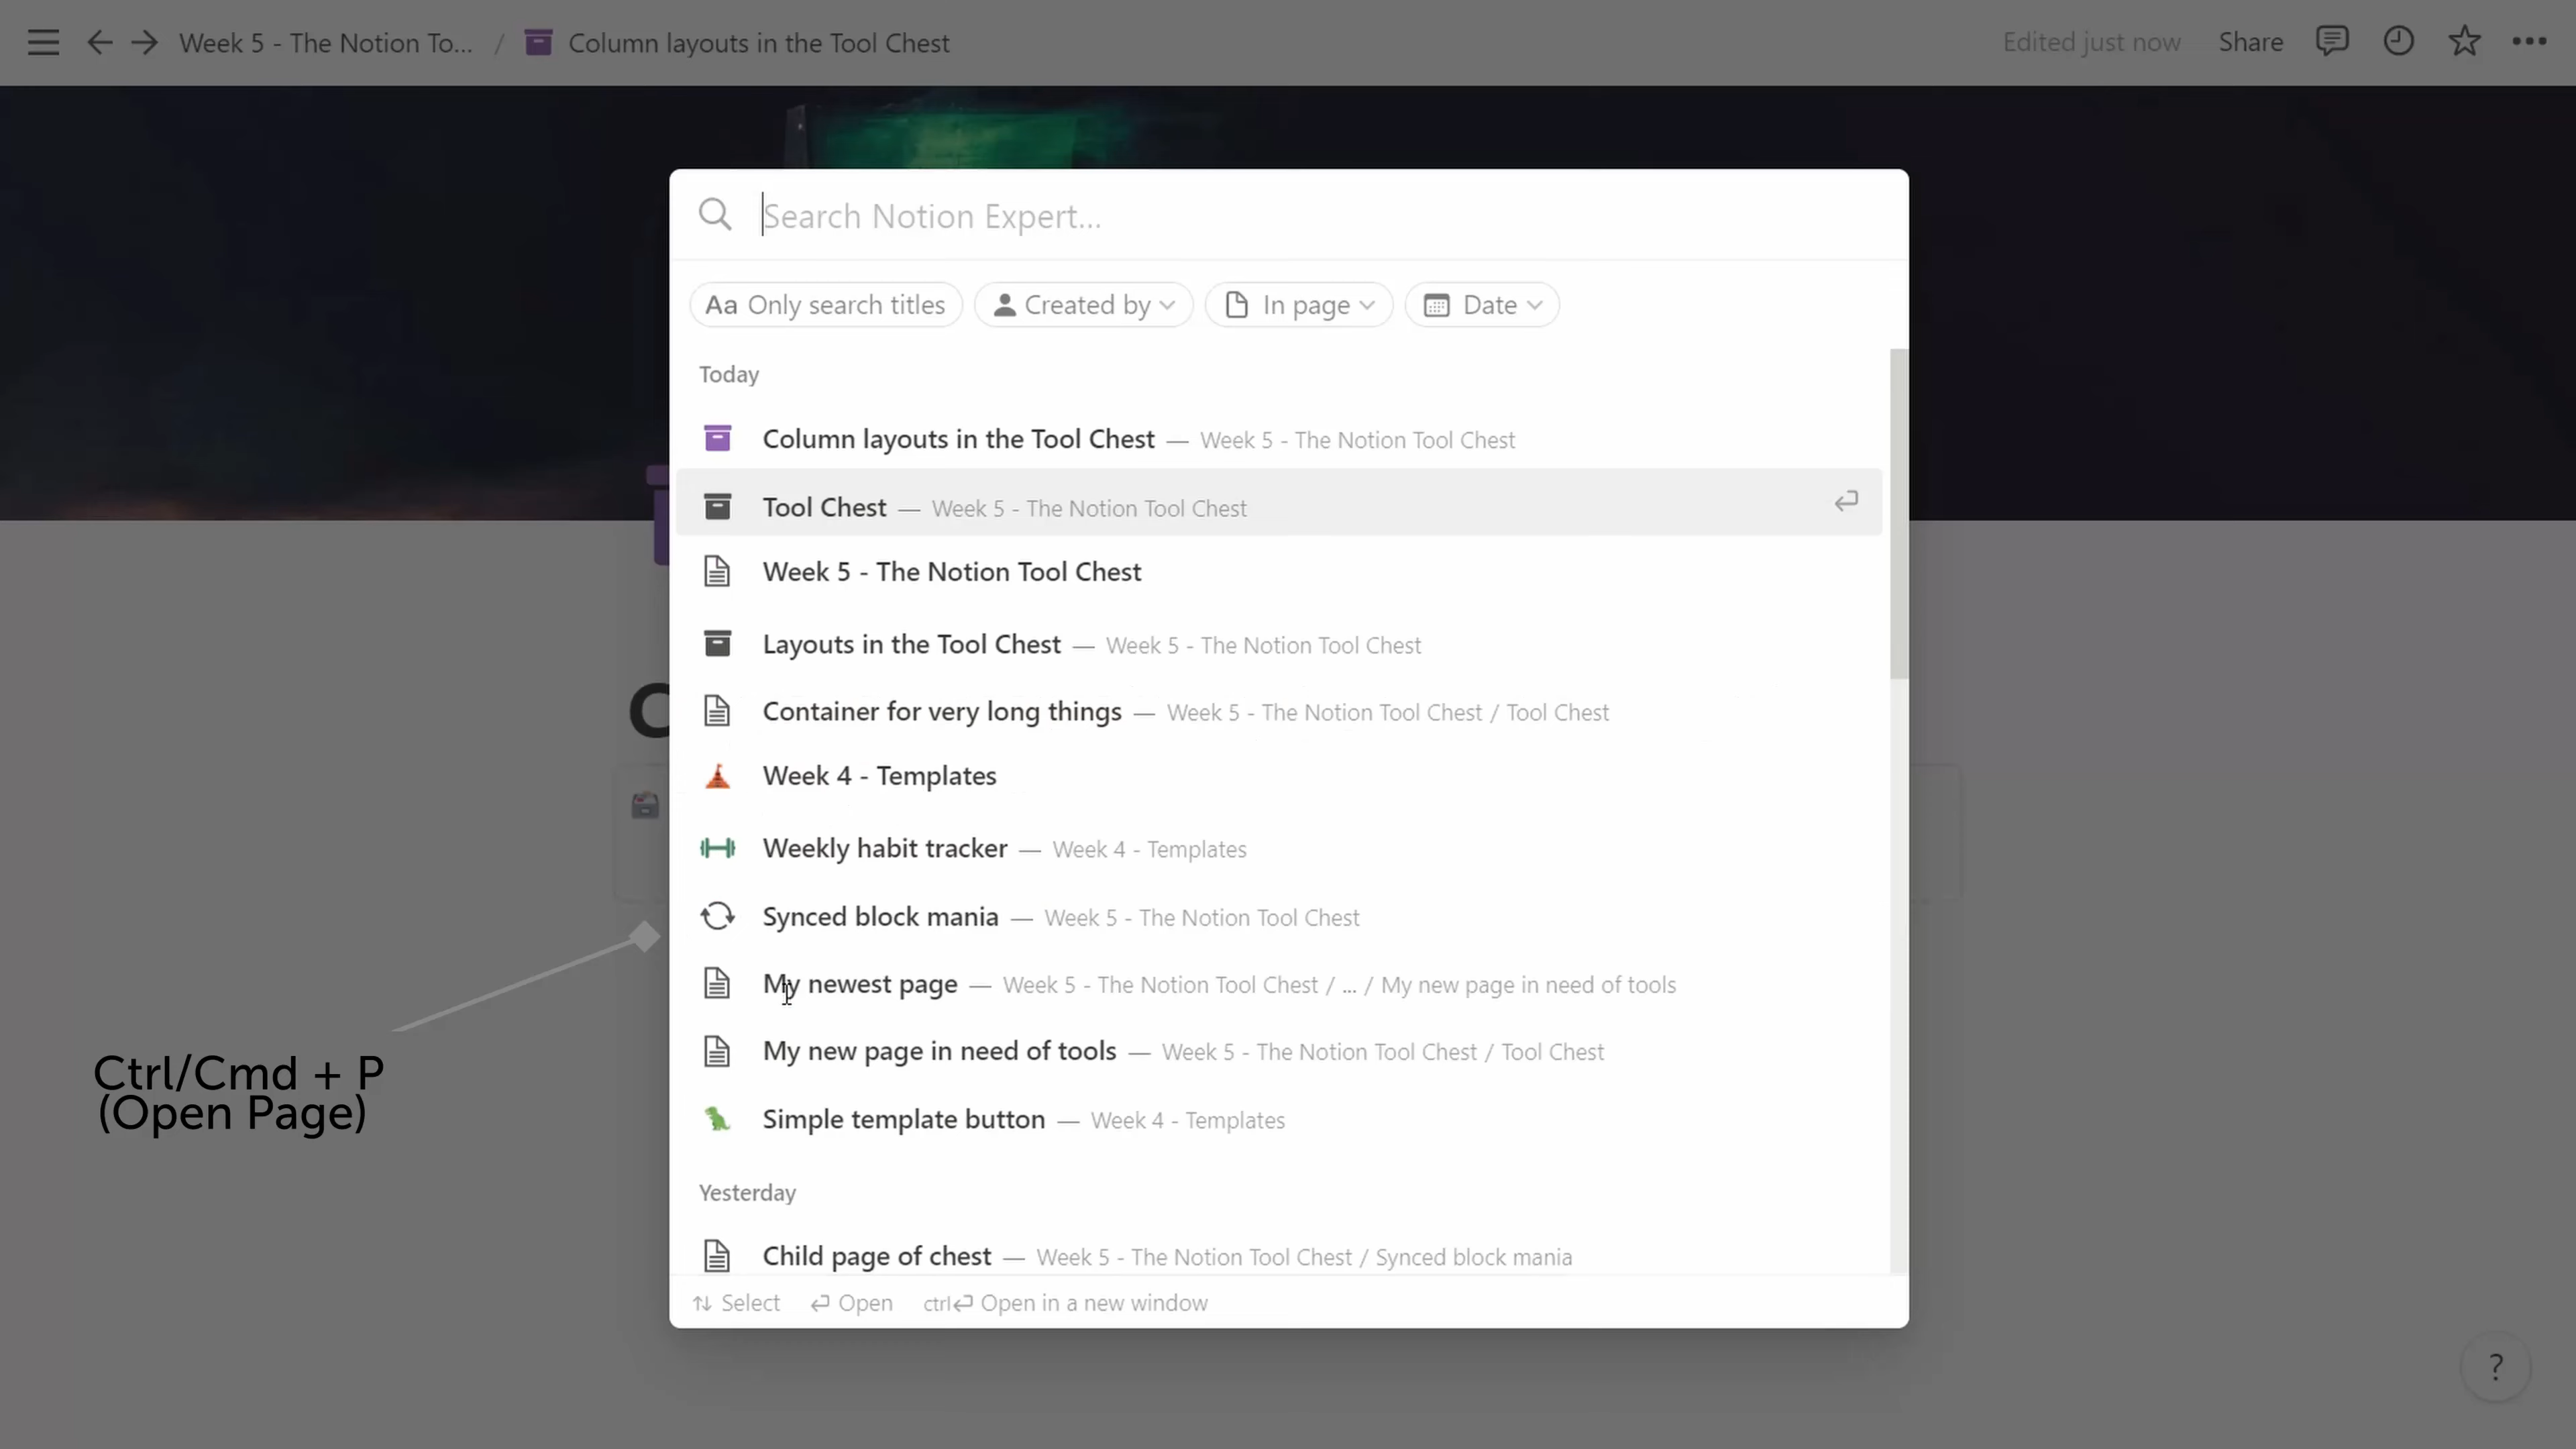 Week 5 - The Notion To... / Column layouts in the Tool Chest
Edited just now Share
Search Notion Expert...
Aa Only search titles Created by In page Date
Today
Column layouts in the Tool Chest — Week 5 - The Notion Tool Chest
Tool Chest — Week 5 - The Notion Tool Chest
Week 5 - The Notion Tool Chest
Layouts in the Tool Chest — Week 5 - The Notion Tool Chest
C
Container for very long things — Week 5 - The Notion Tool Chest / Tool Chest
Week 4 - Templates
Weekly habit tracker — Week 4 - Templates
Synced block mania — Week 5 - The Notion Tool Chest
My newest page — Week 5 - The Notion Tool Chest / ... / My new page in need of tools
My new page in need of tools — Week 5 - The Notion Tool Chest / Tool Chest
Ctrl/Cmd + P
(Open Page)
Simple template button — Week 4 - Templates
Yesterday
Child page of chest — Week 5 - The Notion Tool Chest / Synced block mania
Select Open ctrl Open in a new window
?